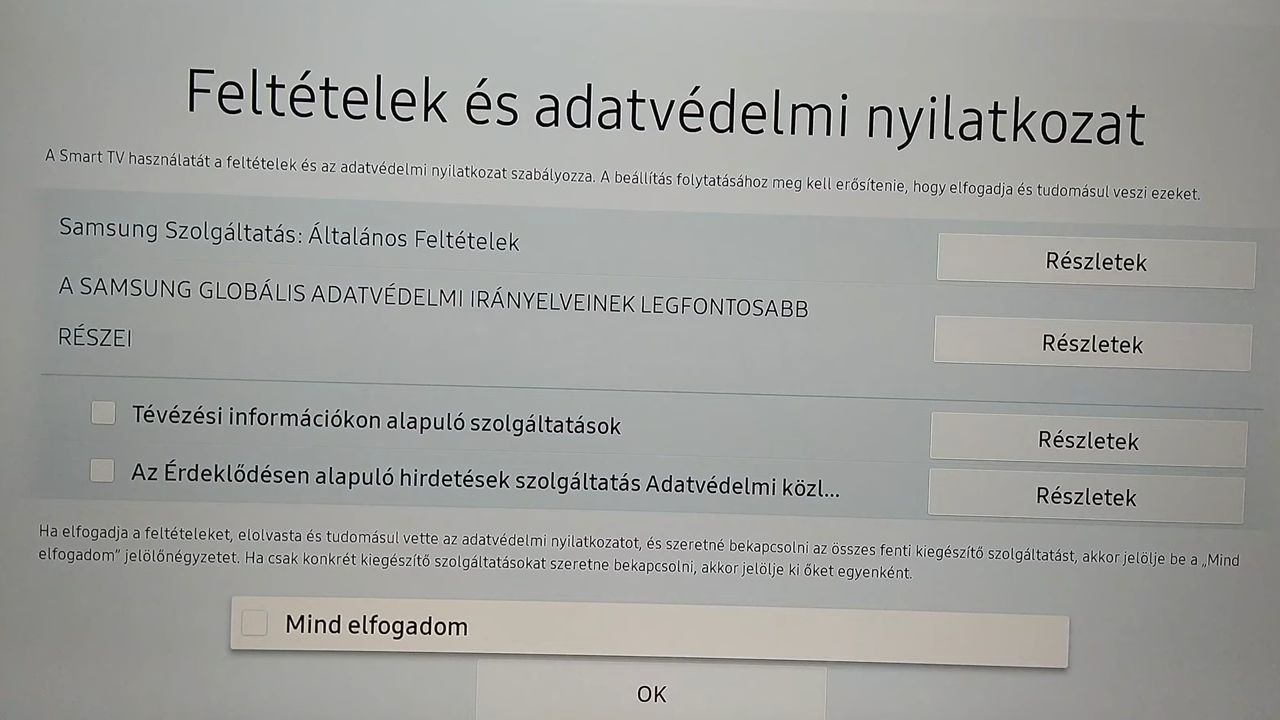 Feltételek és adatvédelmi nyilatkozat
A Smart TV használatát a feltételek és az adatvédelmi nyilatkozat szabályozza. A beállítás folytatásához meg kell erősítenie, hogy elfogadja és tudomásul veszi ezeket.
Samsung Szolgáltatás: Általános Feltételek
Részletek
A SAMSUNG GLOBÁLIS ADATVÉDELMI IRÁNYELVEINEK LEGFONTOSABB
RÉSZEI
Részletek
Tévézési információkon alapuló szolgáltatások
Részletek
Az Érdeklődésen alapuló hirdetések szolgáltatás Adatvédelmi közl...
Részletek
Ha elfogadja a feltételeket, elolvasta és tudomásul vette az adatvédelmi nyilatkozatot, és szeretné bekapcsolni az összes fenti kiegészítő szolgáltatást, akkor jelölje be a „Mind
elfogadom” jelölőnégyzetet. Ha csak konkrét kiegészítő szolgáltatásokat szeretne bekapcsolni, akkor jelölje ki őket egyenként.
Mind elfogadom
OK